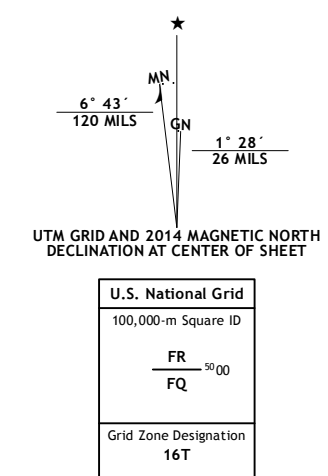 ★
MN
6° 43´
120 MILS
GN
1° 28´
26 MILS
UTM GRID AND 2014 MAGNETIC NORTH
DECLINATION AT CENTER OF SHEET
U.S. National Grid
100,000-m Square ID
FR
5000
FQ
Grid Zone Designation
16T